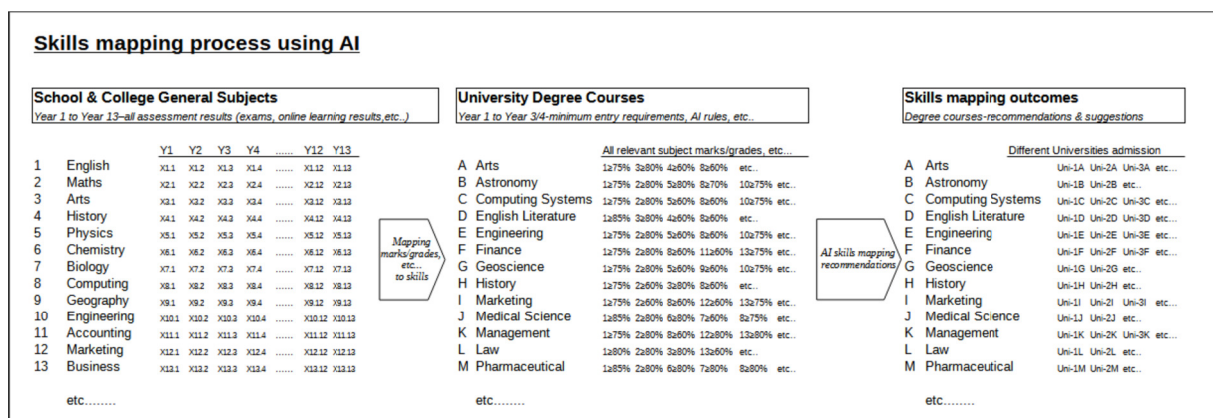 Skills mapping process using AI
School & College General Subjects
Year 1 to Year 13–all assessment results (exams, online learning results,etc..)
Y1 Y2 Y3 Y4 ...... Y12 Y13
1 English X1.1 X1.2 X1.3 X1.4 ...... X1.12 X1.13
2 Maths X2.1 X2.2 X2.3 X2.4 ...... X2.12 X2.13
3 Arts X3.1 X3.2 X3.3 X3.4 ...... X3.12 X3.13
4 History X4.1 X4.2 X4.3 X4.4 ...... X4.12 X4.13
5 Physics X5.1 X5.2 X5.3 X5.4 ...... X5.12 X5.13
6 Chemistry X6.1 X6.2 X6.3 X6.4 ...... X6.12 X6.13
7 Biology X7.1 X7.2 X7.3 X7.4 ...... X7.12 X7.13
8 Computing X8.1 X8.2 X8.3 X8.4 ...... X8.12 X8.13
9 Geography X9.1 X9.2 X9.3 X9.4 ...... X9.12 X9.13
10 Engineering X10.1 X10.2 X10.3 X10.4 ...... X10.12 X10.13
11 Accounting X11.1 X11.2 X11.3 X11.4 ...... X11.12 X11.13
12 Marketing X12.1 X12.2 X12.3 X12.4 ...... X12.12 X12.13
13 Business X13.1 X13.2 X13.3 X13.4 ...... X13.12 X13.13
etc........
Mapping
marks/grades,
etc...
to skills
University Degree Courses
Year 1 to Year 3/4-minimum entry requirements, AI rules, etc..
All relevant subject marks/grades, etc...
A Arts 1≥75% 3≥80% 4≥60% 8≥60% etc..
B Astronomy 1≥75% 2≥80% 5≥80% 8≥70% 10≥75% etc..
C Computing Systems 1≥75% 2≥80% 5≥60% 8≥60% 10≥75% etc..
D English Literature 1≥85% 3≥80% 4≥60% 8≥60% etc..
E Engineering 1≥75% 2≥80% 5≥60% 8≥60% 10≥75% etc..
F Finance 1≥75% 2≥80% 8≥60% 11≥60% 13≥75% etc..
G Geoscience 1≥75% 2≥80% 5≥60% 9≥60% 10≥75% etc..
H History 1≥75% 2≥60% 3≥80% 8≥60% etc..
I Marketing 1≥75% 2≥60% 8≥60% 12≥60% 13≥75% etc..
J Medical Science 1≥85% 2≥80% 6≥80% 7≥60% 8≥75% etc..
K Management 1≥75% 2≥80% 8≥60% 12≥80% 13≥80% etc..
L Law 1≥80% 2≥80% 3≥80% 13≥60% etc..
M Pharmaceutical 1≥85% 2≥80% 6≥80% 7≥80% 8≥80% etc..
etc........
AI skills mapping
recommendations
Skills mapping outcomes
Degree courses-recommendations & suggestions
Different Universities admission
A Arts Uni-1A Uni-2A Uni-3A etc...
B Astronomy Uni-1B Uni-2B etc..
C Computing Systems Uni-1C Uni-2C Uni-3C etc...
D English Literature Uni-1D Uni-2D Uni-3D etc...
E Engineering Uni-1E Uni-2E Uni-3E etc...
F Finance Uni-1F Uni-2F Uni-3F etc...
G Geoscience Uni-1G Uni-2G etc..
H History Uni-1H Uni-2H etc..
I Marketing Uni-1I Uni-2I Uni-3I etc...
J Medical Science Uni-1J Uni-2J etc..
K Management Uni-1K Uni-2K Uni-3K etc...
L Law Uni-1L Uni-2L etc..
M Pharmaceutical Uni-1M Uni-2M etc..
etc........